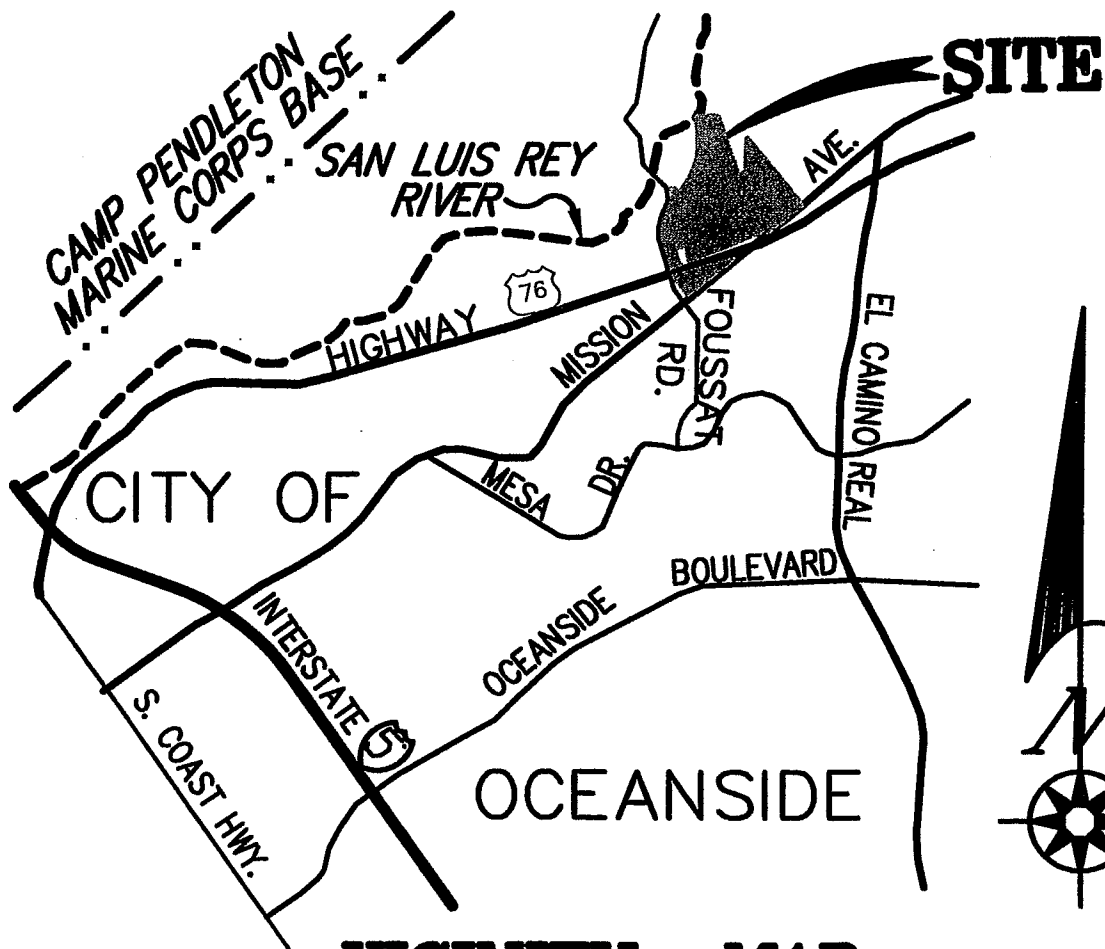 SITE
CAMP PENDLETON
MARINE CORPS BASE
SAN LUIS REY
RIVER
AVE.
HIGHWAY
76
MISSION
FOUSSAT
RD.
EL CAMINO REAL
CITY OF
MESA
DR.
BOULEVARD
INTERSTATE
5
OCEANSIDE
S. COAST HWY.
OCEANSIDE
N